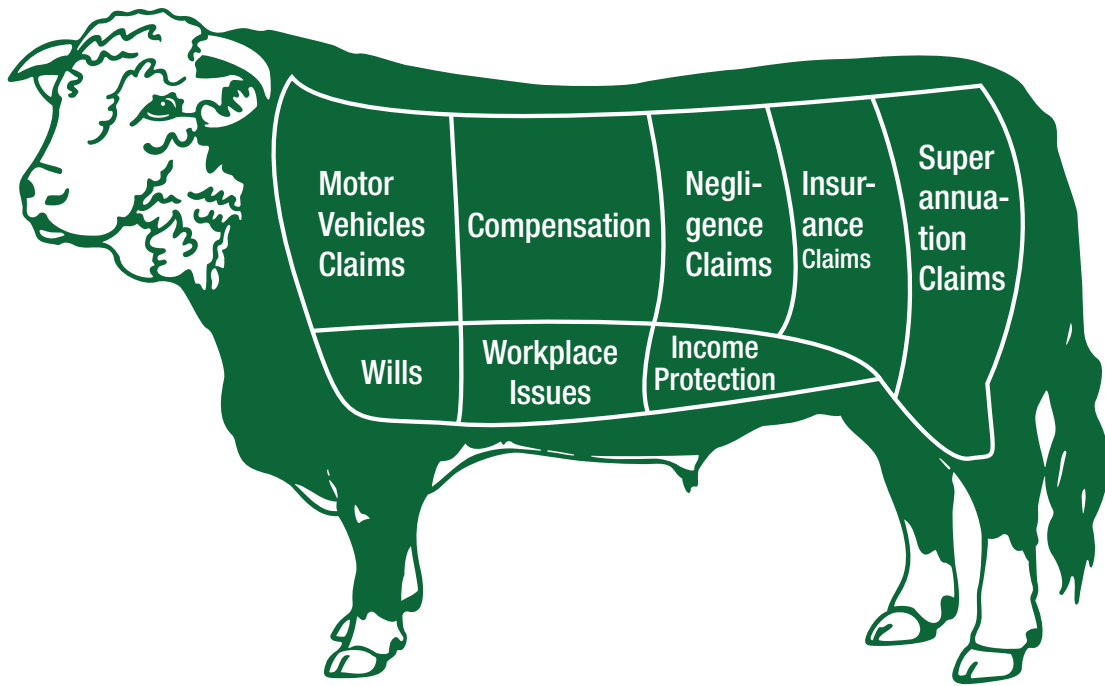 Motor
Vehicles
Claims
Compensation
Negli-
gence
Claims
Insur-
ance
Claims
Super
annua-
tion
Claims
Wills
Workplace
Issues
Income
Protection